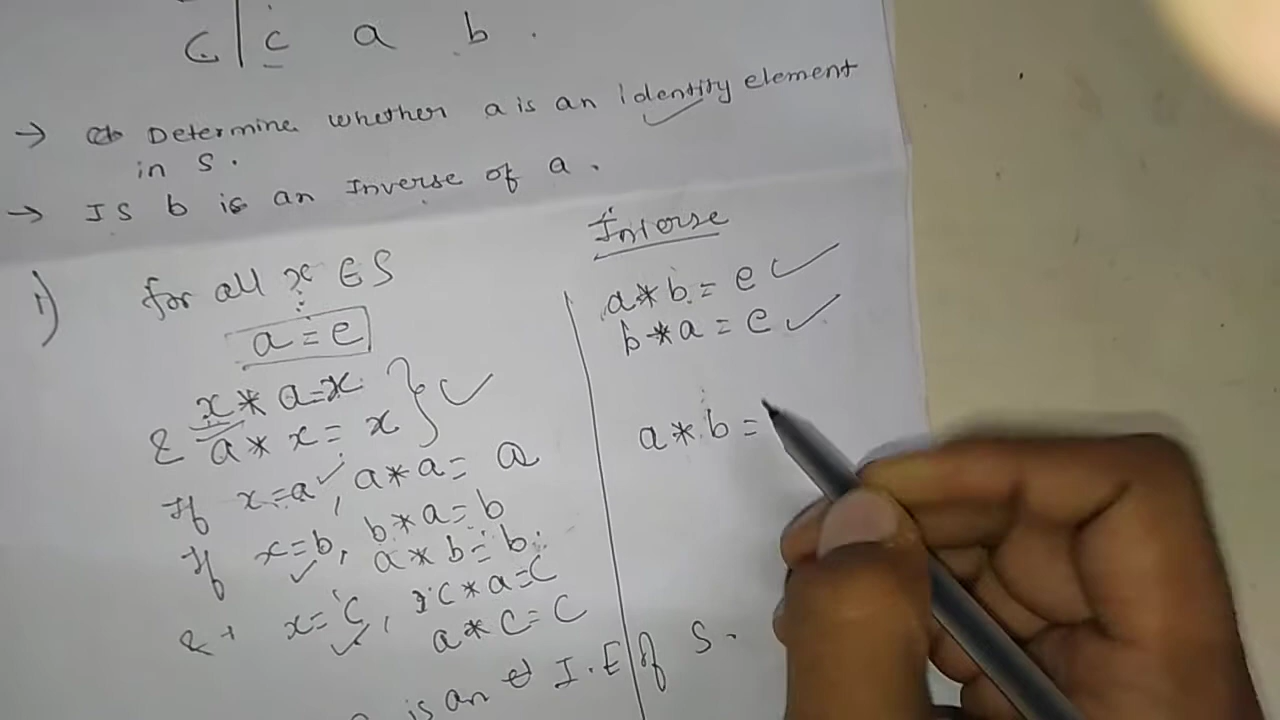 c | c a b .
→ Determine whether a is an identity element
in S .
→ IS b is an Inverse of a .
1) for all x ∈ S
a = e
x * a = x
& a * x = x
If x = a , a * a = a
If x = b, b * a = b
a * b = b
x = c, c * a = c
a * c = c
is an I.E of S .
Inverse
a * b = e ✓
b * a = e ✓
a * b =